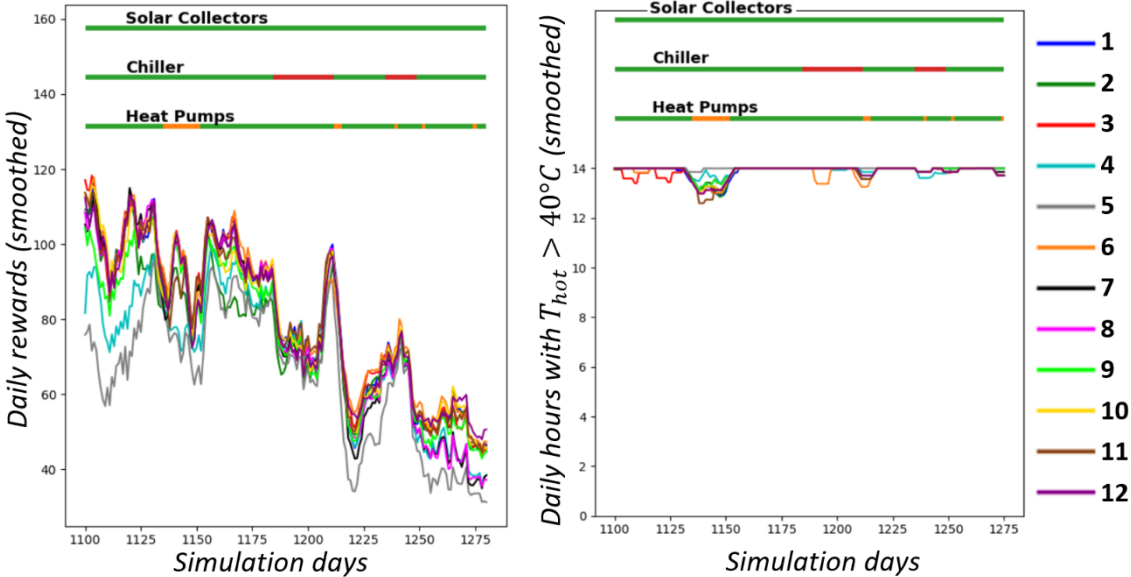 Solar Collectors
Chiller
Heat Pumps
160
140
120
100
80
60
40
Daily rewards (smoothed)
1100 1125 1150 1175 1200 1225 1250 1275
Simulation days
Solar Collectors
Chiller
Heat Pumps
14
12
10
8
6
4
2
0
Daily hours with T_hot > 40°C (smoothed)
1100 1125 1150 1175 1200 1225 1250 1275
Simulation days
1
2
3
4
5
6
7
8
9
10
11
12